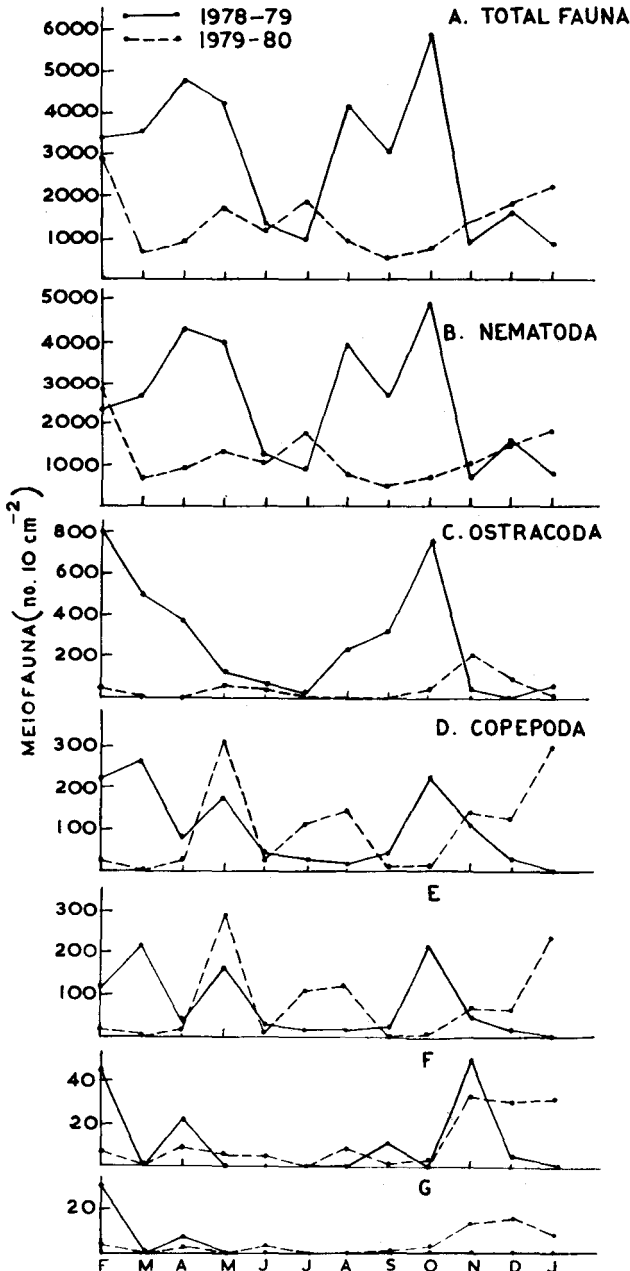 1978-79
1979-80
A. TOTAL FAUNA
6000
5000
4000
3000
2000
1000
B. NEMATODA
5000
4000
3000
2000
1000
MEIOFAUNA (no. 10 cm⁻²)
C. OSTRACODA
800
600
400
200
D. COPEPODA
300
200
100
E
300
200
100
F
40
20
G
20
F M A M J J A S O N D J